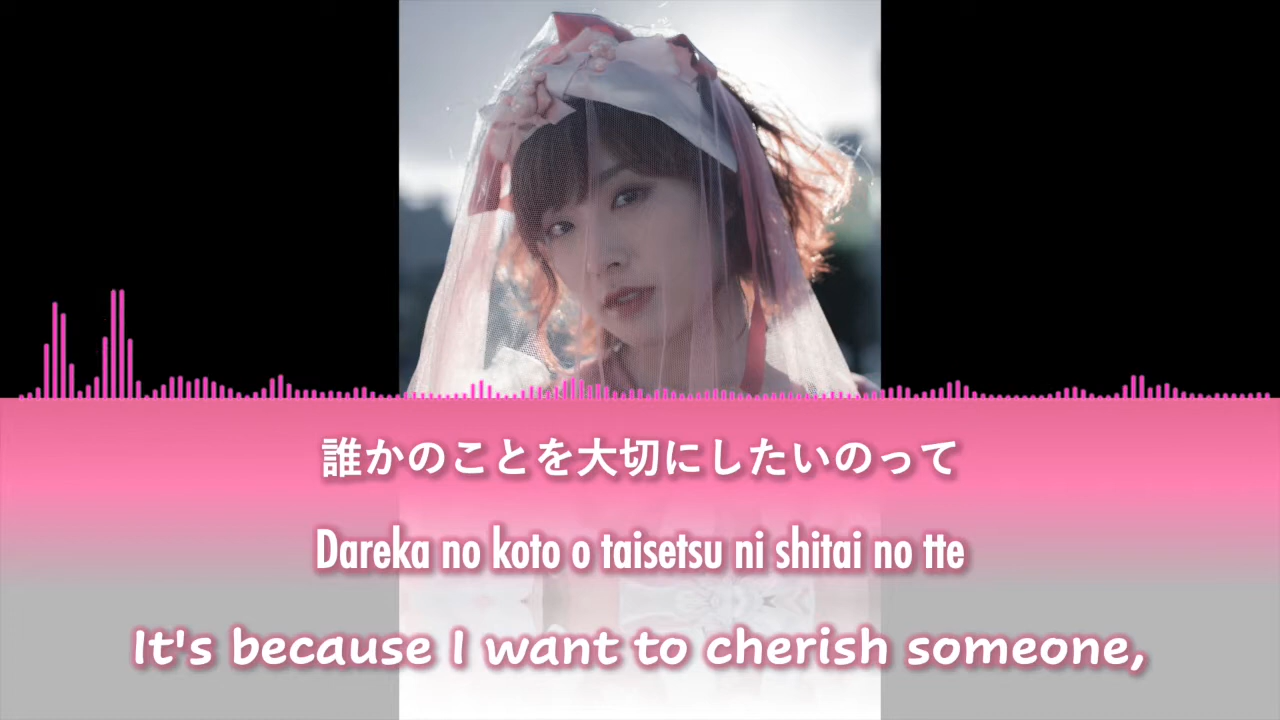 誰かのことを大切にしたいのって
Dareka no koto o taisetsu ni shitai no tte
It's because I want to cherish someone,